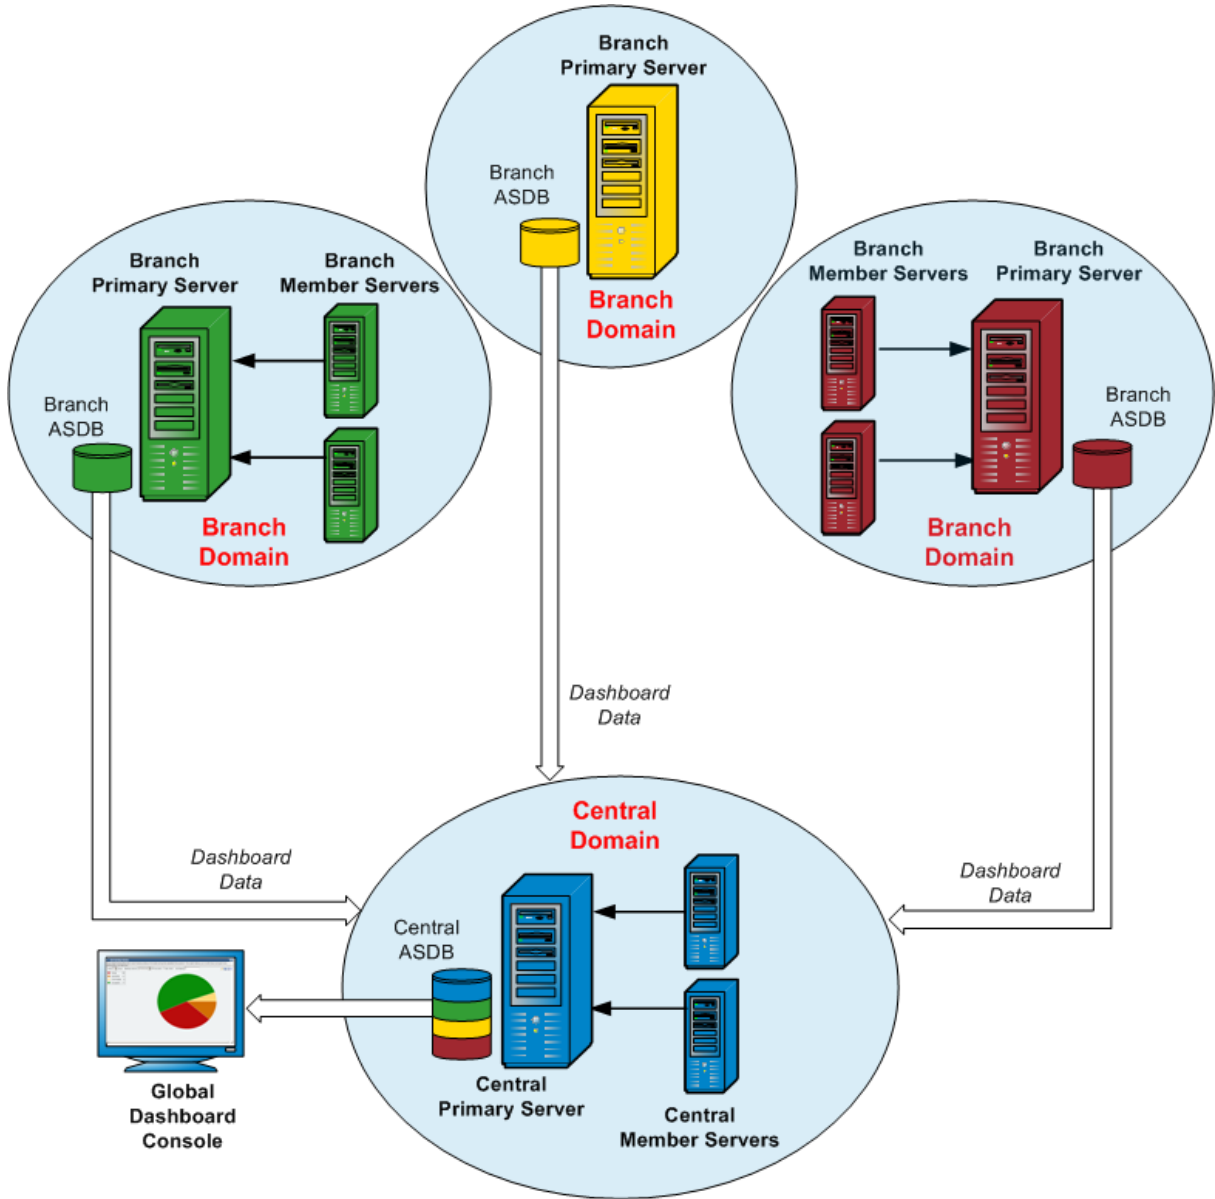 Branch
Primary Server
Branch
ASDB
Branch
Domain
Branch
Primary Server
Branch
Member Servers
Branch
ASDB
Branch
Domain
Branch
Member Servers
Branch
Primary Server
Branch
ASDB
Branch
Domain
Dashboard
Data
Dashboard
Data
Dashboard
Data
Central
Domain
Central
ASDB
Central
Primary Server
Central
Member Servers
Global
Dashboard
Console